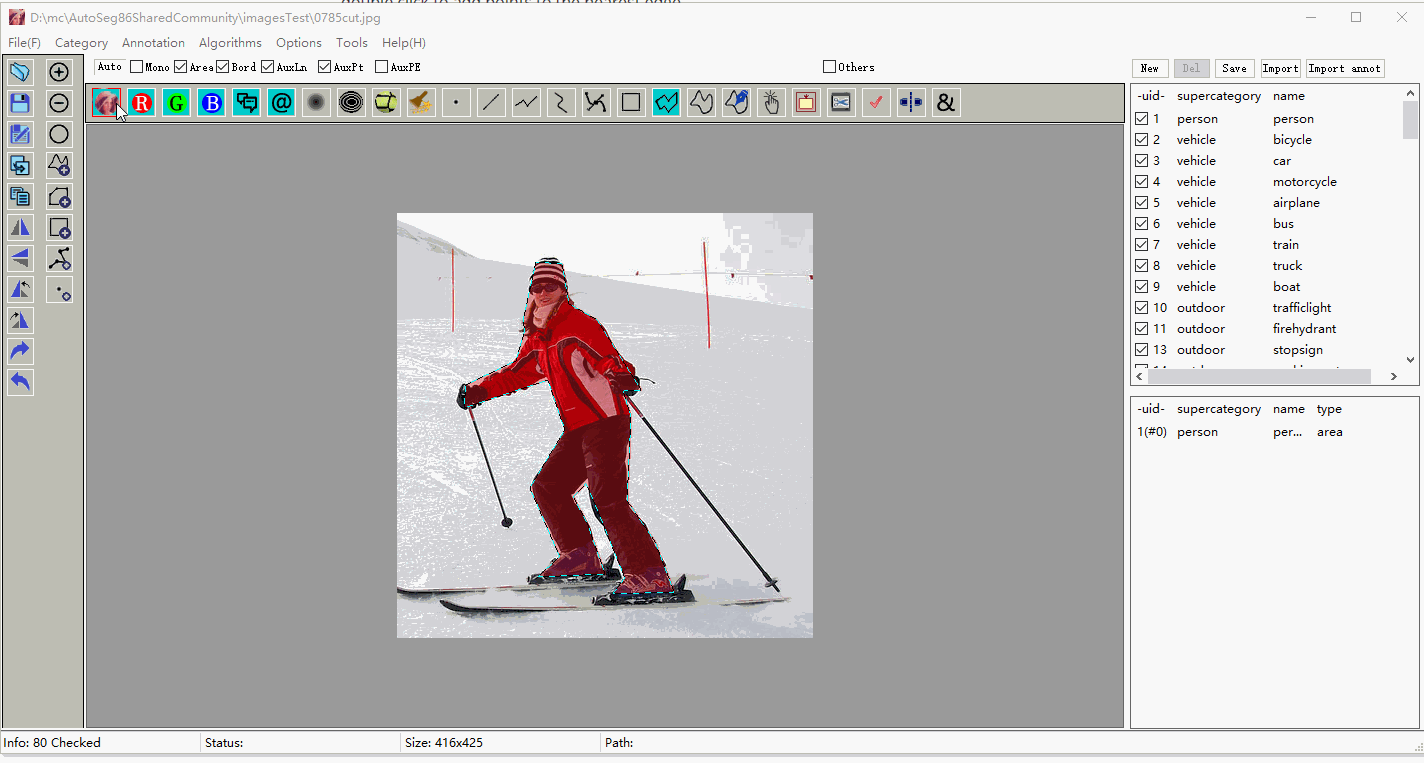 D:\mc\AutoSeg86SharedCommunity\imagesTest\0785cut.jpg
File(F) Category Annotation Algorithms Options Tools Help(H)
Auto Mono Area Bord AuxLn AuxPt AuxPE Others New Del Save Import Import annot
R G B @ &
-uid- supercategory name
1 person person
2 vehicle bicycle
3 vehicle car
4 vehicle motorcycle
5 vehicle airplane
6 vehicle bus
7 vehicle train
8 vehicle truck
9 vehicle boat
10 outdoor trafficlight
11 outdoor firehydrant
13 outdoor stopsign
-uid- supercategory name type
1(#0) person per... area
Info: 80 Checked Status: Size: 416x425 Path: